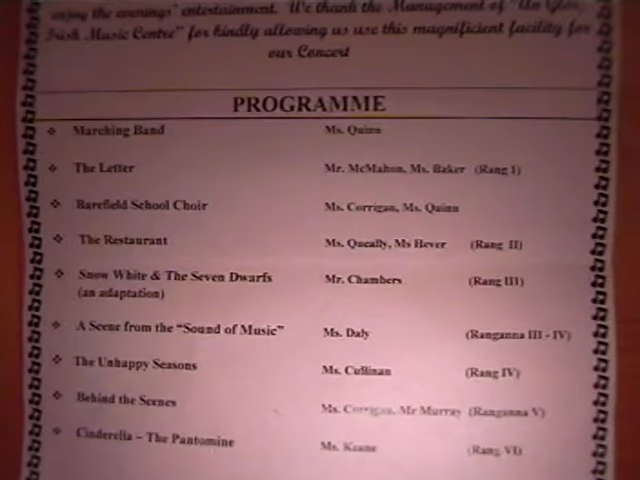 enjoy the evenings' entertainment. We thank the Management of "An Glór,
Irish Music Centre" for kindly allowing us use this magnificient facility for
our Concert
PROGRAMME
❖ Marching Band Ms. Quinn
❖ The Letter Mr. McMahon, Ms. Baker (Rang I)
❖ Barefield School Choir Ms. Corrigan, Ms. Quinn
❖ The Restaurant Ms. Queally, Ms Hever (Rang II)
❖ Snow White & The Seven Dwarfs Mr. Chambers (Rang III)
(an adaptation)
❖ A Scene from the "Sound of Music" Ms. Daly (Ranganna III - IV)
❖ The Unhappy Seasons Ms. Cullinan (Rang IV)
❖ Behind the Scenes Ms. Corrigan, Mr Murray (Ranganna V)
❖ Cinderella – The Pantomine Ms. Keane (Rang VI)